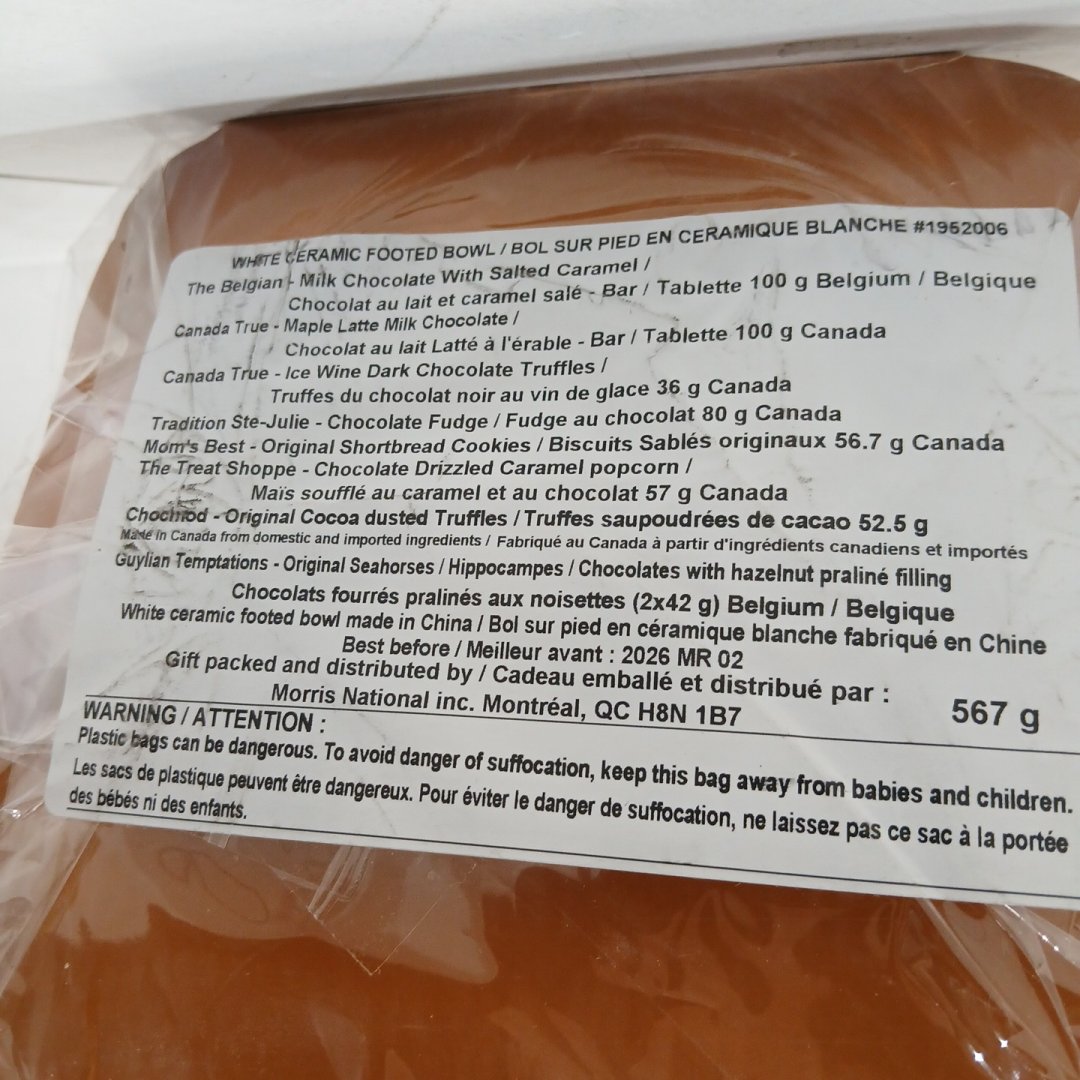 WHITE CERAMIC FOOTED BOWL / BOL SUR PIED EN CERAMIQUE BLANCHE #1952006
The Belgian - Milk Chocolate With Salted Caramel /
Chocolat au lait et caramel salé - Bar / Tablette 100 g Belgium / Belgique
Canada True - Maple Latte Milk Chocolate /
Chocolat au lait Latté à l'érable - Bar / Tablette 100 g Canada
Canada True - Ice Wine Dark Chocolate Truffles /
Truffes du chocolat noir au vin de glace 36 g Canada
Tradition Ste-Julie - Chocolate Fudge / Fudge au chocolat 80 g Canada
Mom's Best - Original Shortbread Cookies / Biscuits Sablés originaux 56.7 g Canada
The Treat Shoppe - Chocolate Drizzled Caramel popcorn /
Maïs soufflé au caramel et au chocolat 57 g Canada
Chocmod - Original Cocoa dusted Truffles / Truffes saupoudrées de cacao 52.5 g
Made in Canada from domestic and imported ingredients / Fabriqué au Canada à partir d'ingrédients canadiens et importés
Guylian Temptations - Original Seahorses / Hippocampes / Chocolates with hazelnut praliné filling
Chocolats fourrés pralinés aux noisettes (2x42 g) Belgium / Belgique
White ceramic footed bowl made in China / Bol sur pied en céramique blanche fabriqué en Chine
Best before / Meilleur avant : 2026 MR 02
Gift packed and distributed by / Cadeau emballé et distribué par :
Morris National inc. Montréal, QC H8N 1B7
567 g
WARNING / ATTENTION :
Plastic bags can be dangerous. To avoid danger of suffocation, keep this bag away from babies and children.
Les sacs de plastique peuvent être dangereux. Pour éviter le danger de suffocation, ne laissez pas ce sac à la portée
des bébés ni des enfants.